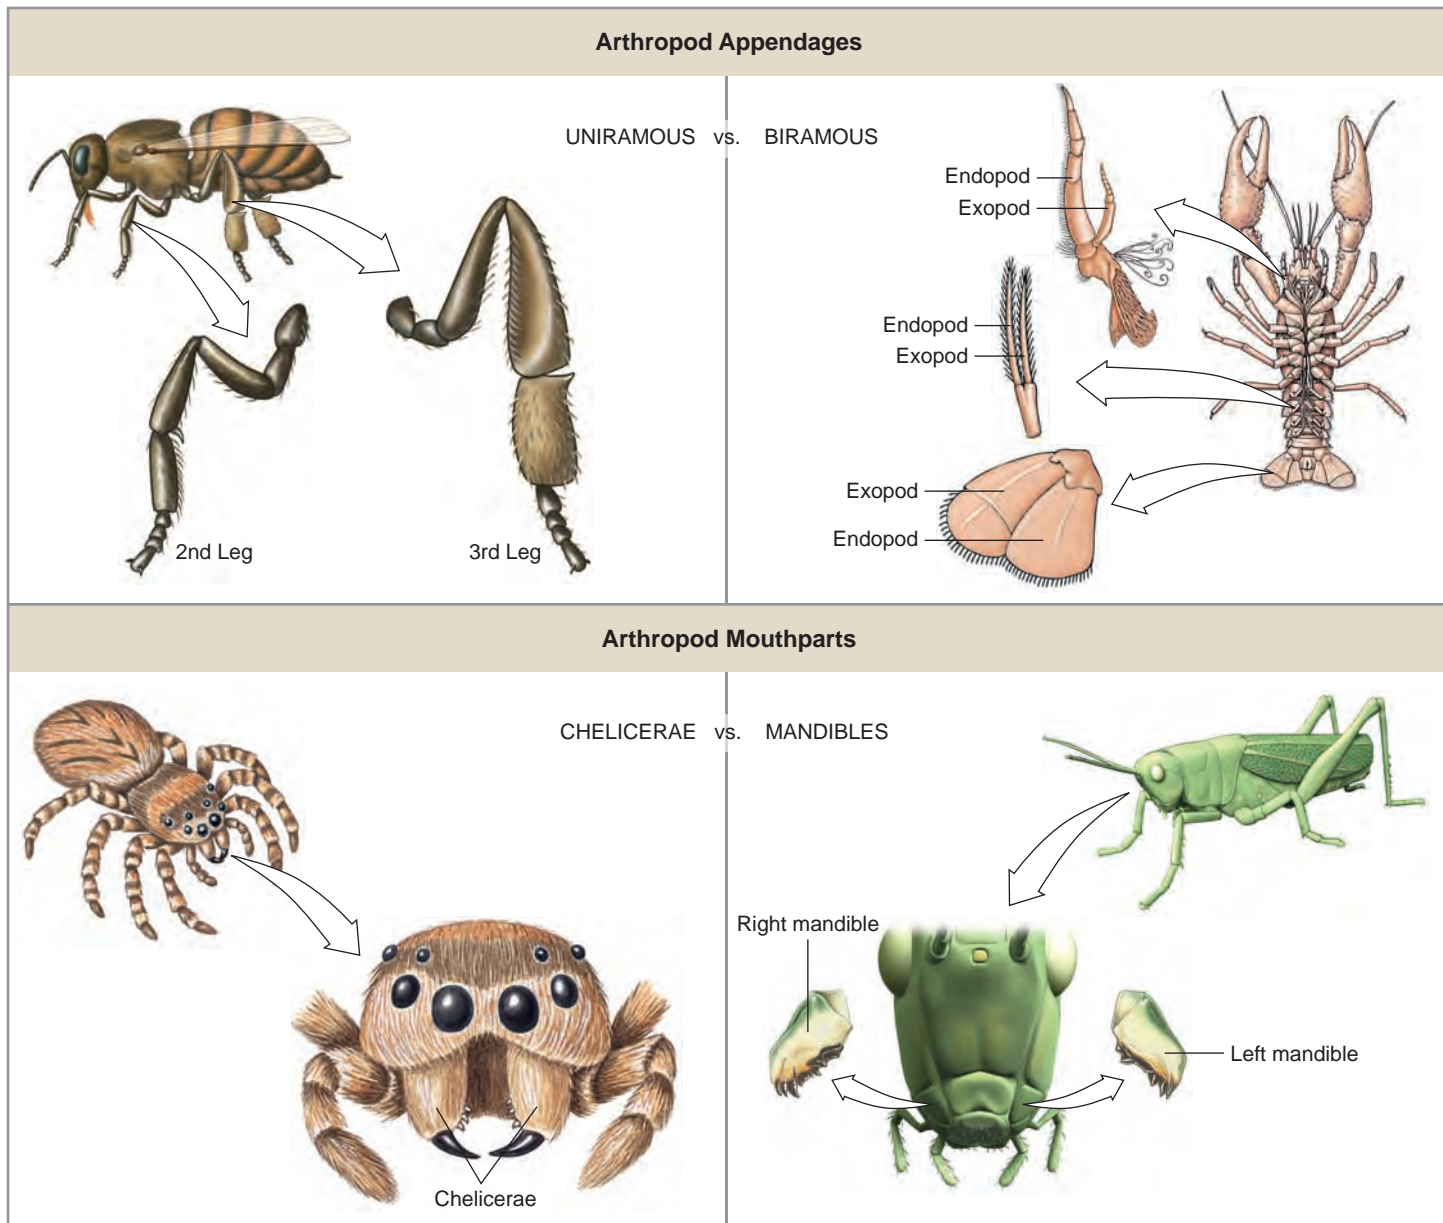 Arthropod Appendages
UNIRAMOUS vs. BIRAMOUS
Endopod
Exopod
Endopod
Exopod
Exopod
Endopod
2nd Leg
3rd Leg
Arthropod Mouthparts
CHELICERAE vs. MANDIBLES
Right mandible
Left mandible
Chelicerae